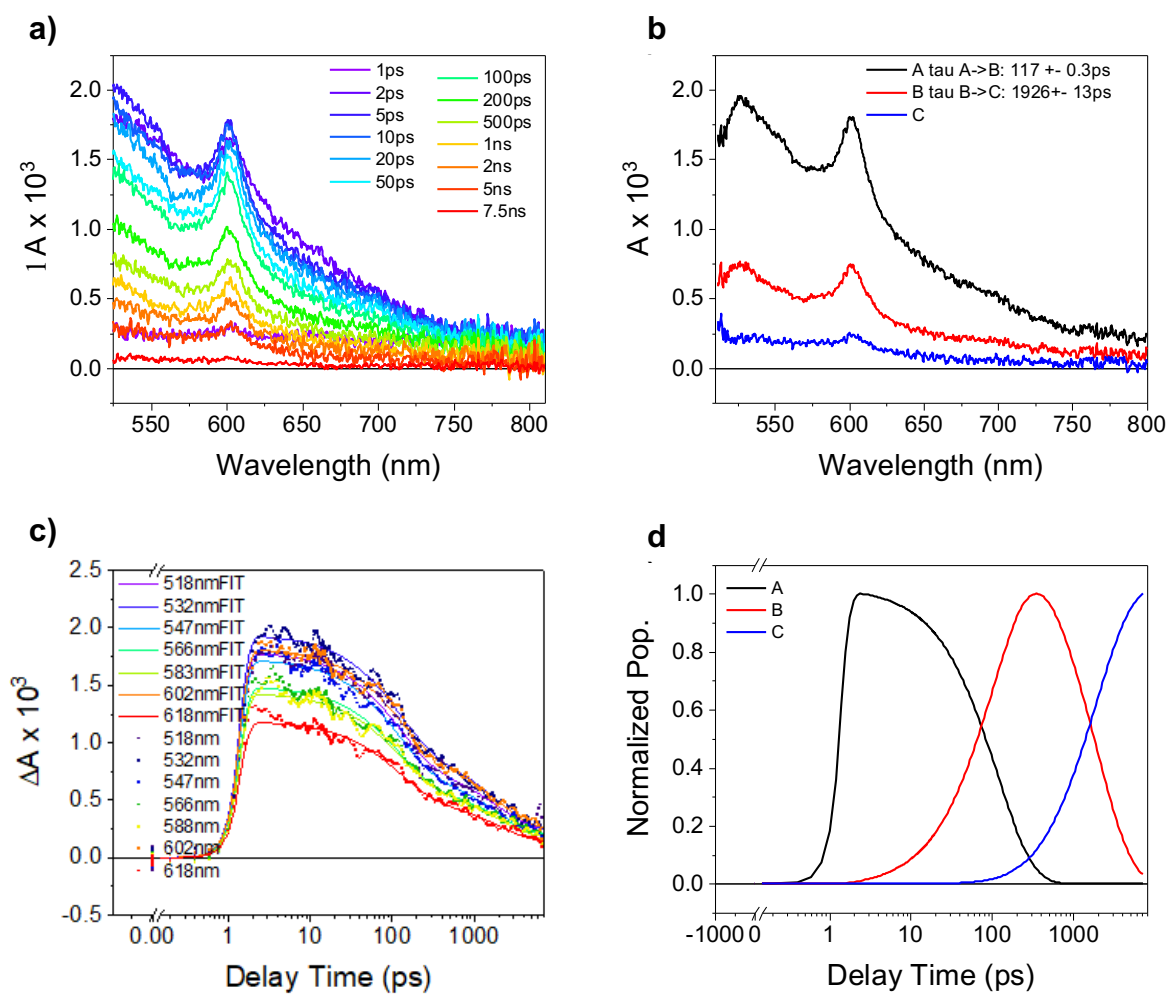 a)
1ps
2ps
5ps
10ps
20ps
50ps
100ps
200ps
500ps
1ns
2ns
5ns
7.5ns
2.0
1.5
1.0
0.5
0.0
1A x 10³
550 600 650 700 750 800
Wavelength (nm)
b
A tau A->B: 117 +- 0.3ps
B tau B->C: 1926+- 13ps
C
2.0
1.5
1.0
0.5
0.0
A x 10³
550 600 650 700 750 800
Wavelength (nm)
c)
518nmFIT
532nmFIT
547nmFIT
566nmFIT
583nmFIT
602nmFIT
618nmFIT
518nm
532nm
547nm
566nm
588nm
602nm
618nm
2.5
2.0
1.5
1.0
0.5
0.0
-0.5
ΔA x 10³
0.00 1 10 100 1000
Delay Time (ps)
d
A
B
C
1.0
0.8
0.6
0.4
0.2
0.0
Normalized Pop.
-1000 0 1 10 100 1000
Delay Time (ps)